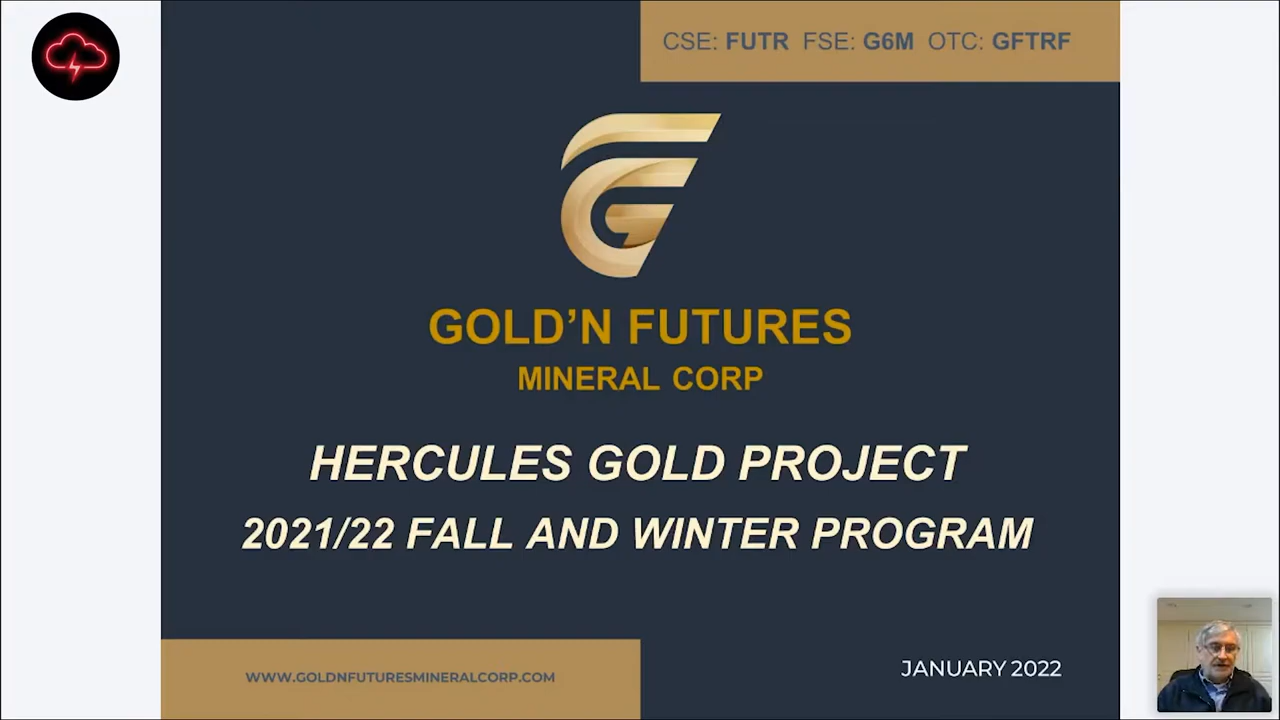 CSE: FUTR FSE: G6M OTC: GFTRF
GOLD’N FUTURES
MINERAL CORP
HERCULES GOLD PROJECT
2021/22 FALL AND WINTER PROGRAM
WWW.GOLDNFUTURESMINERALCORP.COM
JANUARY 2022